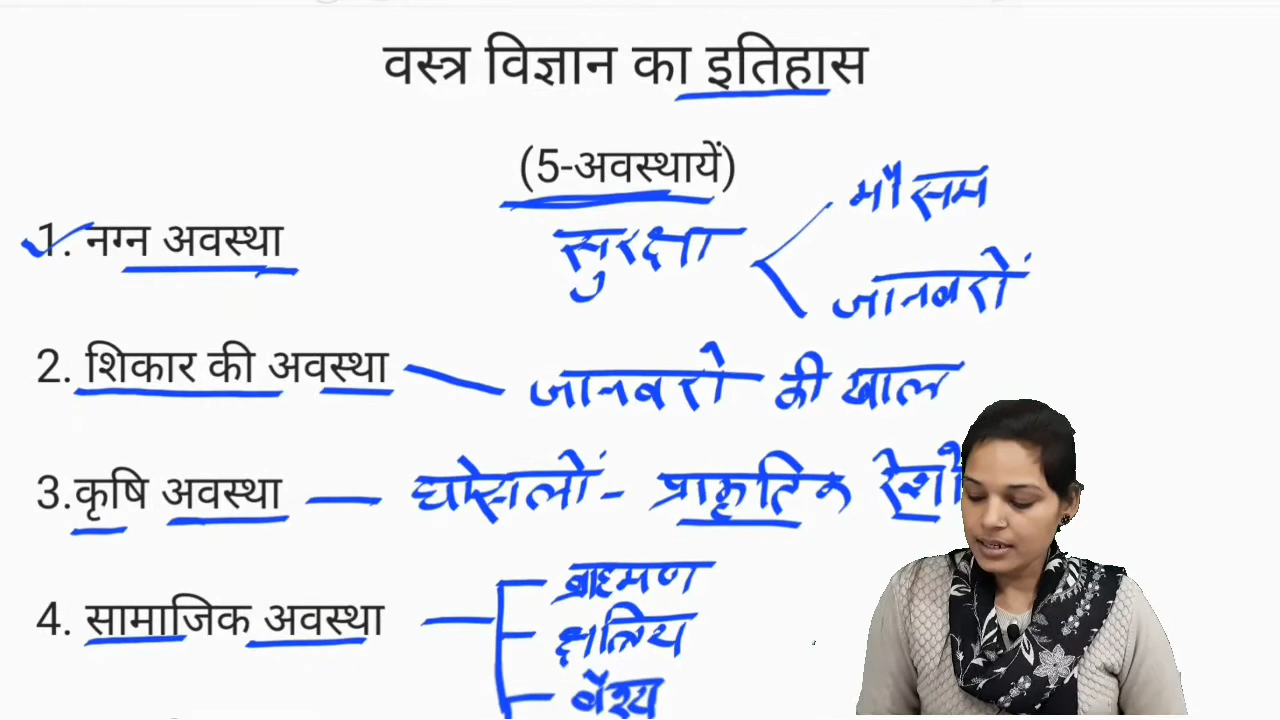 वस्त्र विज्ञान का इतिहास
(5-अवस्थायें)
1. नग्न अवस्था
सुरक्षा
मौसम
जानवरों
2. शिकार की अवस्था — जानवरो की खाल
3.कृषि अवस्था — घोसलों - प्राकृतिक
4. सामाजिक अवस्था —
ब्राहमण
क्षत्रिय
वैश्य